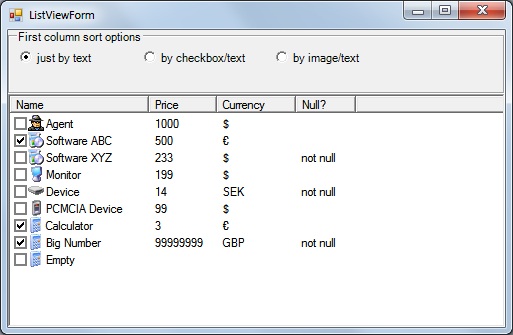 ListViewForm
First column sort options
just by text by checkbox/text by image/text
Name Price Currency Null?
Agent 1000 $
Software ABC 500 €
Software XYZ 233 $ not null
Monitor 199 $
Device 14 SEK not null
PCMCIA Device 99 $
Calculator 3 €
Big Number 99999999 GBP not null
Empty